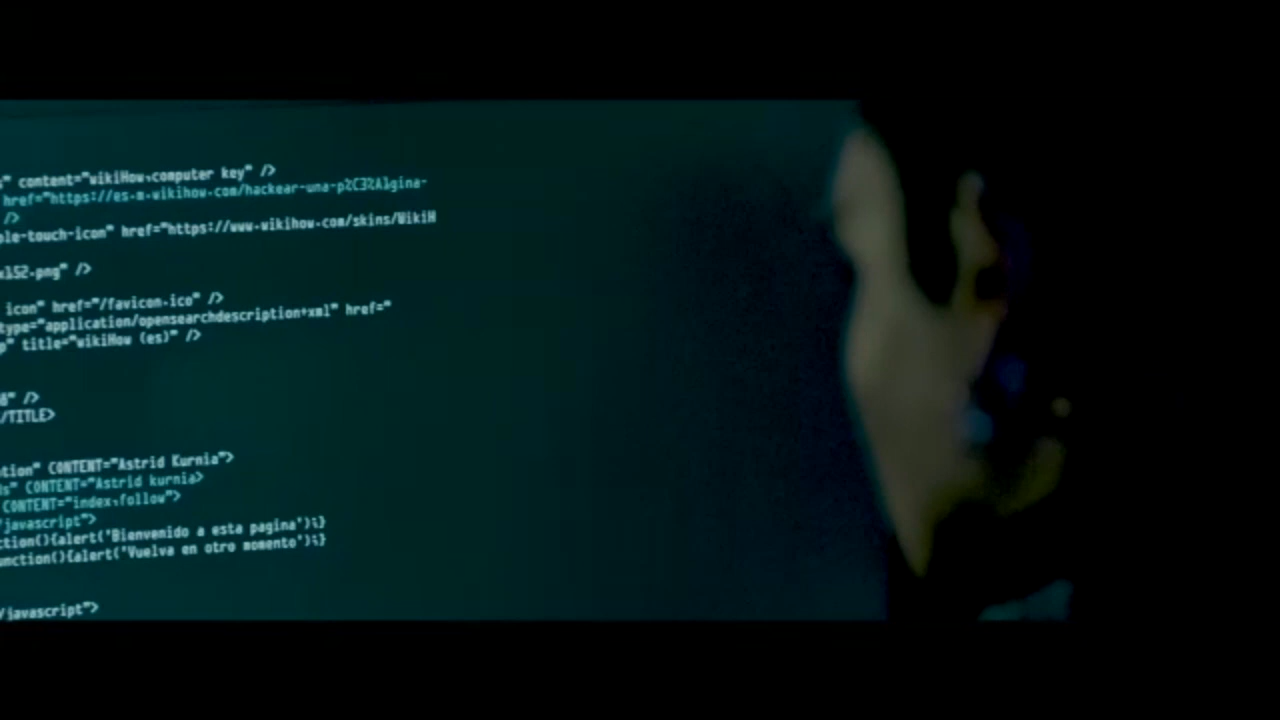 s" content="wikiHow,computer key" />
href="https://es.m.wikihow.com/hackear-una-p%C3%A1gina-
/>
ple-touch-icon" href="https://www.wikihow.com/skins/WikiH
x152.png" />
icon" href="/favicon.ico" />
type="application/opensearchdescription+xml" href="
p" title="wikiHow (es)" />
" />
/TITLE>
tion" CONTENT="Astrid Kurnia">
ds" CONTENT="Astrid kurnia>
CONTENT="index,follow">
/javascript">
ction(){alert('Bienvenido a esta pagina');}
unction(){alert('Vuelva en otro momento');}
/javascript">